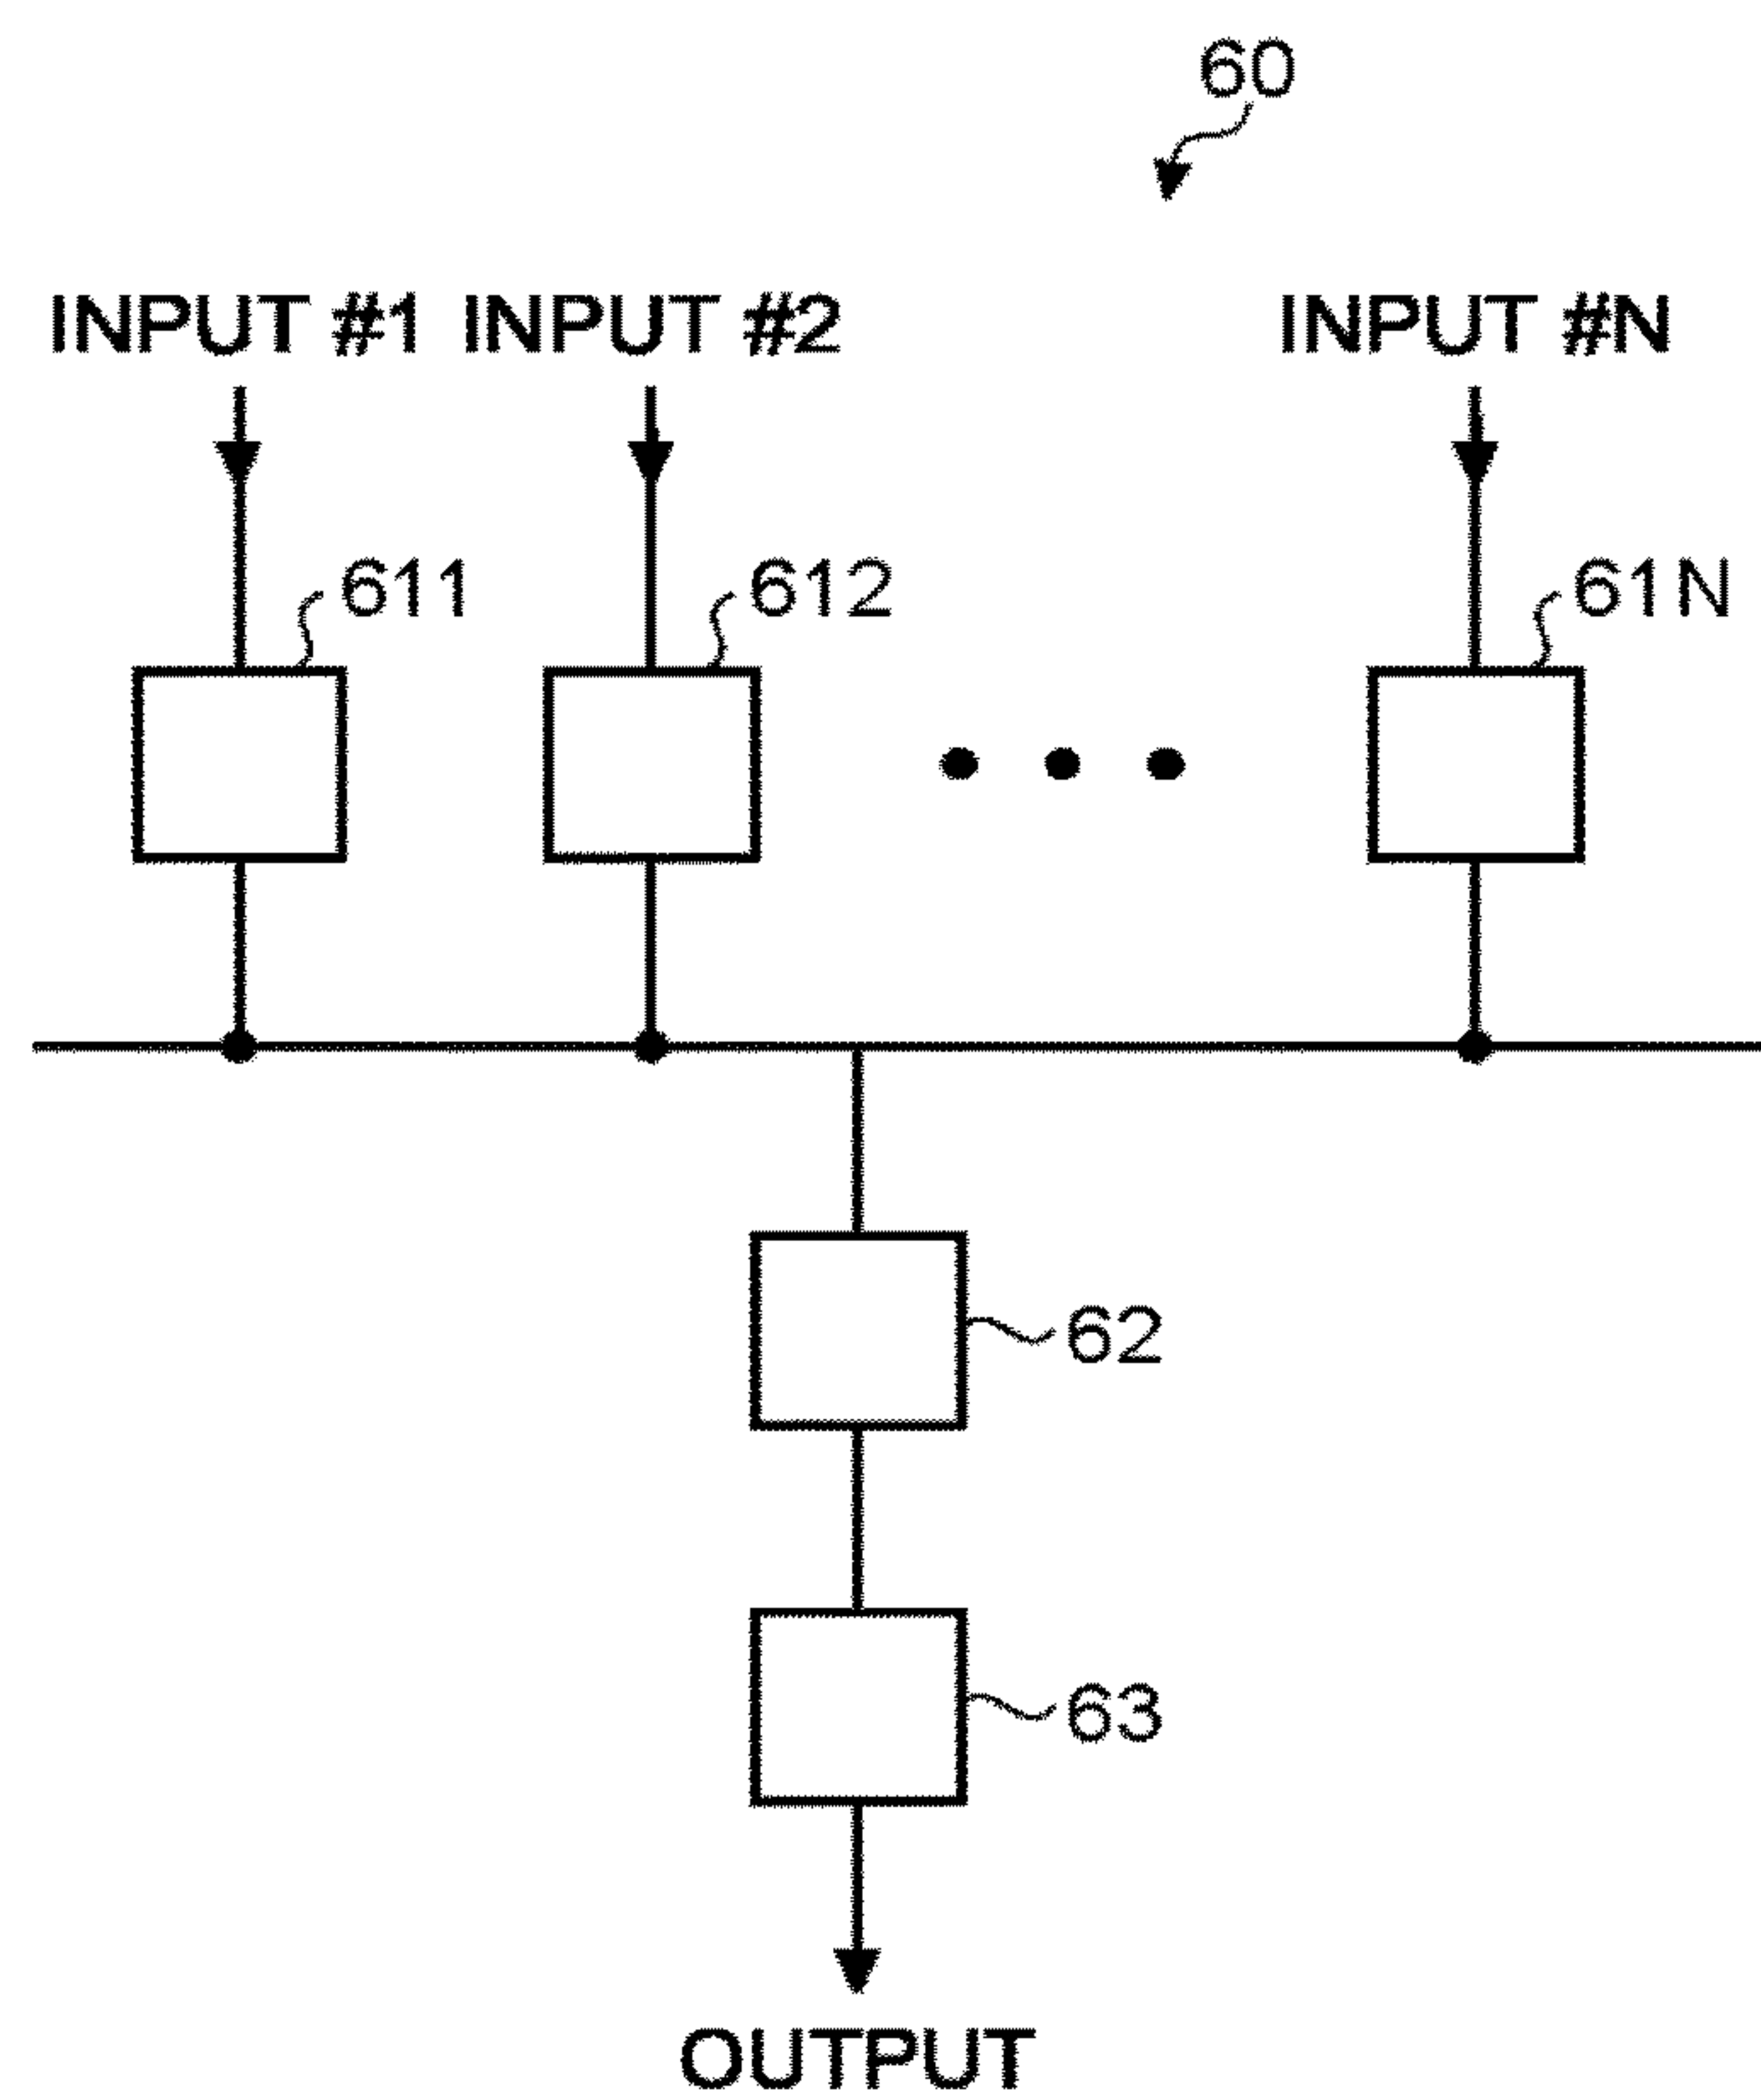 60
INPUT #1 INPUT #2 INPUT #N
611 612 61N
62
63
OUTPUT